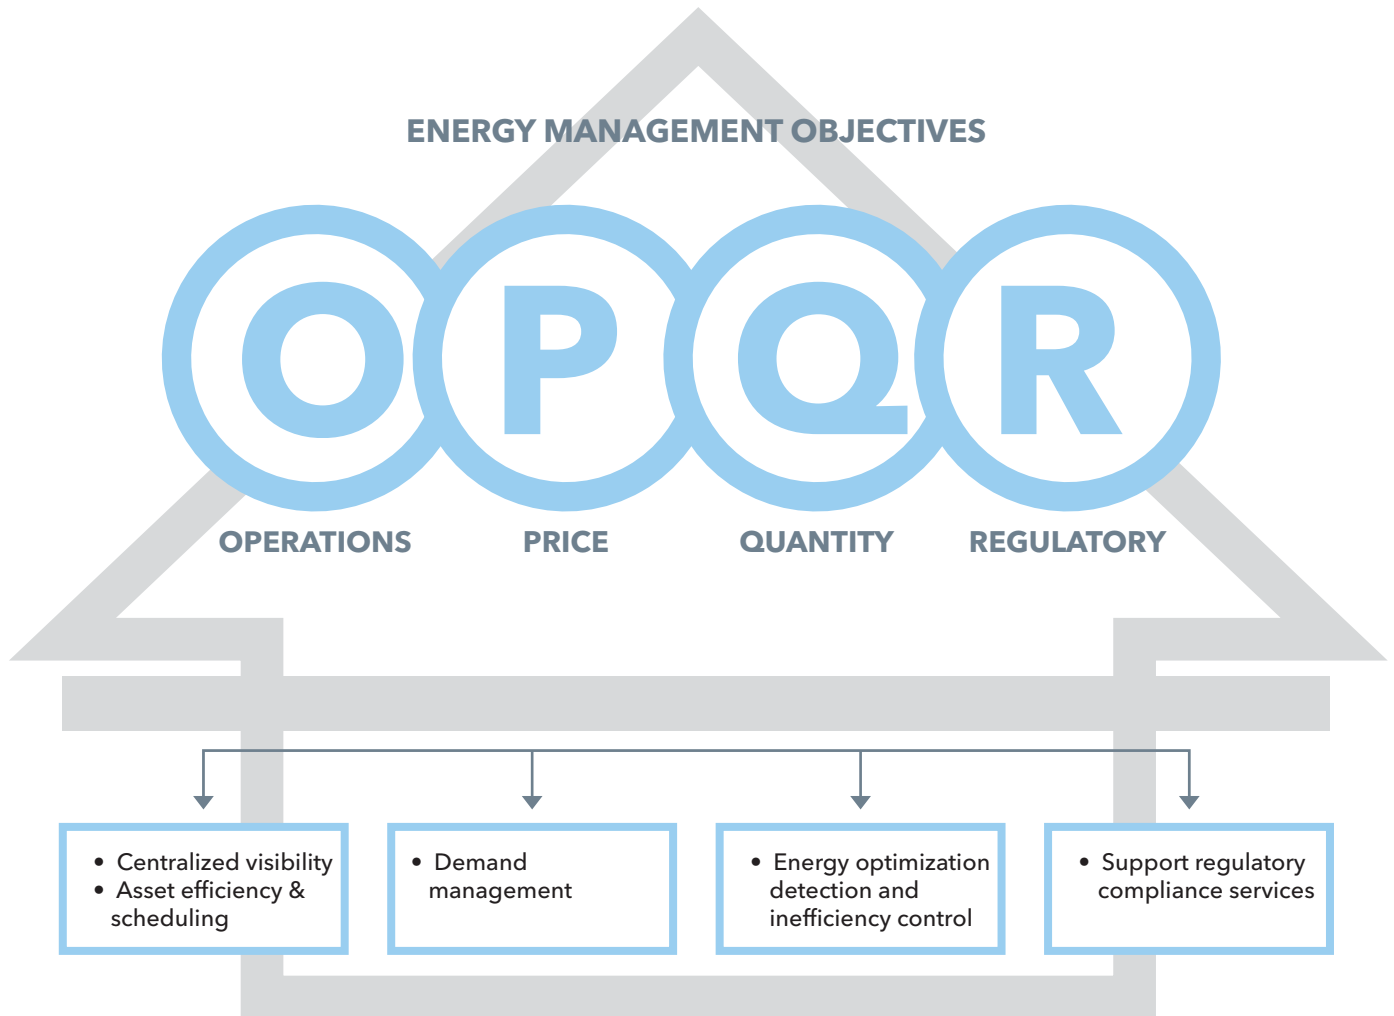 ENERGY MANAGEMENT OBJECTIVES
O P Q R
OPERATIONS PRICE QUANTITY REGULATORY
• Centralized visibility
• Asset efficiency &
scheduling
• Demand
management
• Energy optimization
detection and
inefficiency control
• Support regulatory
compliance services